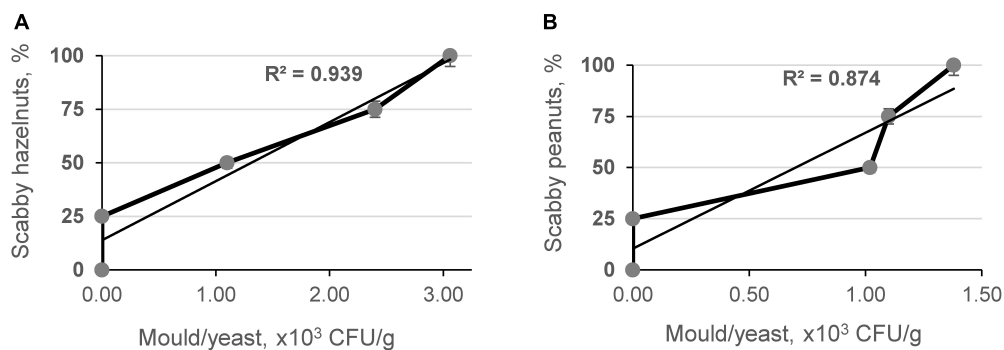 A
Scabby hazelnuts, %
100
75
50
25
0
R² = 0.939
0.00 1.00 2.00 3.00
Mould/yeast, x10³ CFU/g
B
Scabby peanuts, %
100
75
50
25
0
R² = 0.874
0.00 0.50 1.00 1.50
Mould/yeast, x10³ CFU/g